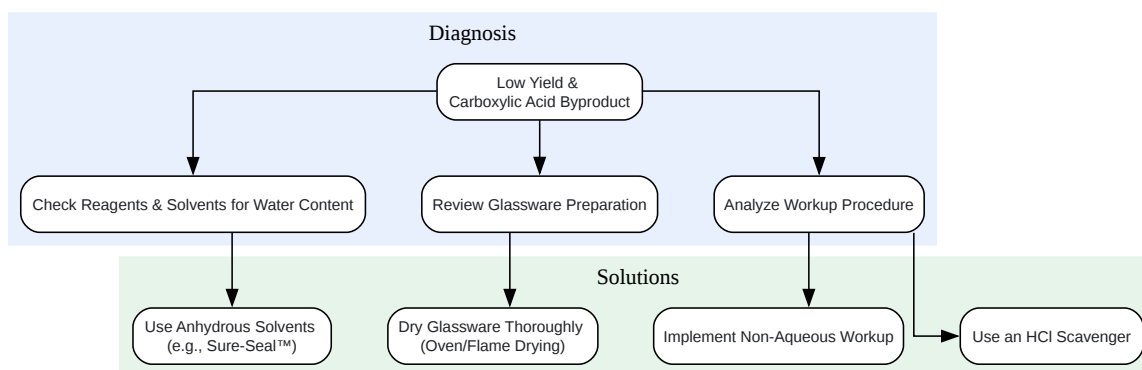 Diagnosis
Low Yield &
Carboxylic Acid Byproduct
Check Reagents & Solvents for Water Content
Review Glassware Preparation
Analyze Workup Procedure
Solutions
Use Anhydrous Solvents
(e.g., Sure-Seal™)
Dry Glassware Thoroughly
(Oven/Flame Drying)
Implement Non-Aqueous Workup
Use an HCl Scavenger